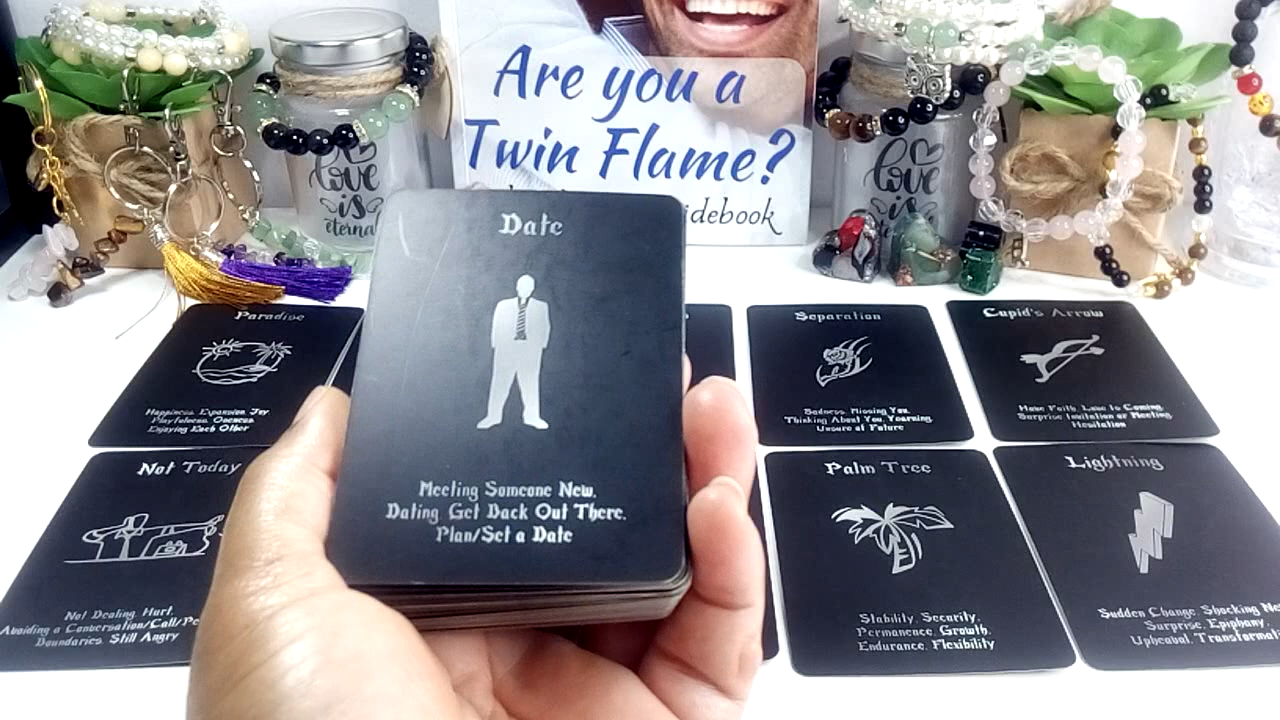 Are you a
Twin Flame?
idebook
love
is
eternal
love
is
Date
Meeting Someone New,
Dating, Get Back Out There,
Plan/Set a Date
Paradise
Happiness, Expansion, Joy
Playfulness, Oneness,
Enjoying Each Other
Separation
Sadness, Missing You,
Thinking About You, Yearning,
Unsure of Future
Cupid's Arrow
Have Faith, Love is Coming,
Surprise Invitation or Meeting,
Hesitation
Not Today
Not Dealing, Hurt,
Avoiding a Conversation/Call/Pe
Boundaries, Still Angry
Palm Tree
Stability, Security,
Permanence, Growth,
Endurance, Flexibility
Lightning
Sudden Change, Shocking Ne
Surprise, Epiphany,
Upheaval, Transformat